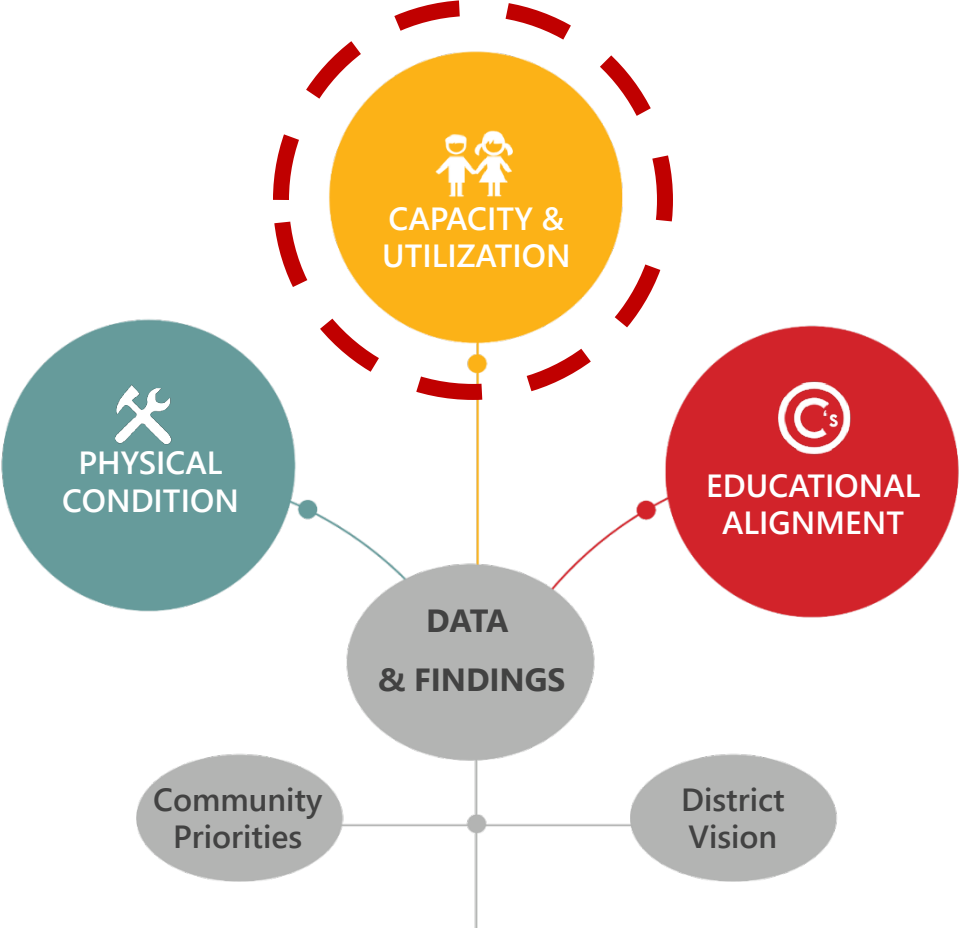 CAPACITY &
UTILIZATION
PHYSICAL
CONDITION
C's
EDUCATIONAL
ALIGNMENT
DATA
& FINDINGS
Community
Priorities
District
Vision